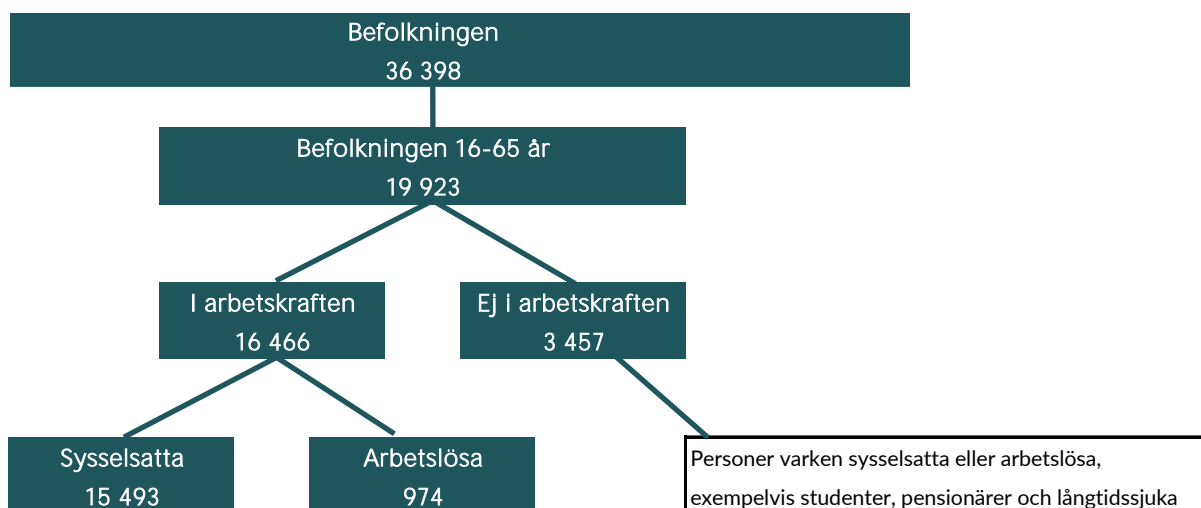 Befolkningen
36 398
Befolkningen 16-65 år
19 923
I arbetskraften
16 466
Ej i arbetskraften
3 457
Sysselsatta
15 493
Arbetslösa
974
Personer varken sysselsatta eller arbetslösa,
exempelvis studenter, pensionärer och långtidssjuka